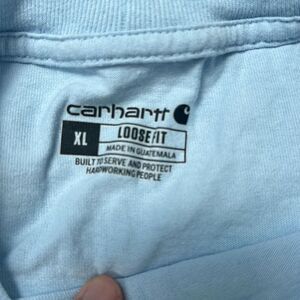 carhartt
XL LOOSE FIT
MADE IN GUATEMALA
BUILT TO SERVE AND PROTECT
HARDWORKING PEOPLE